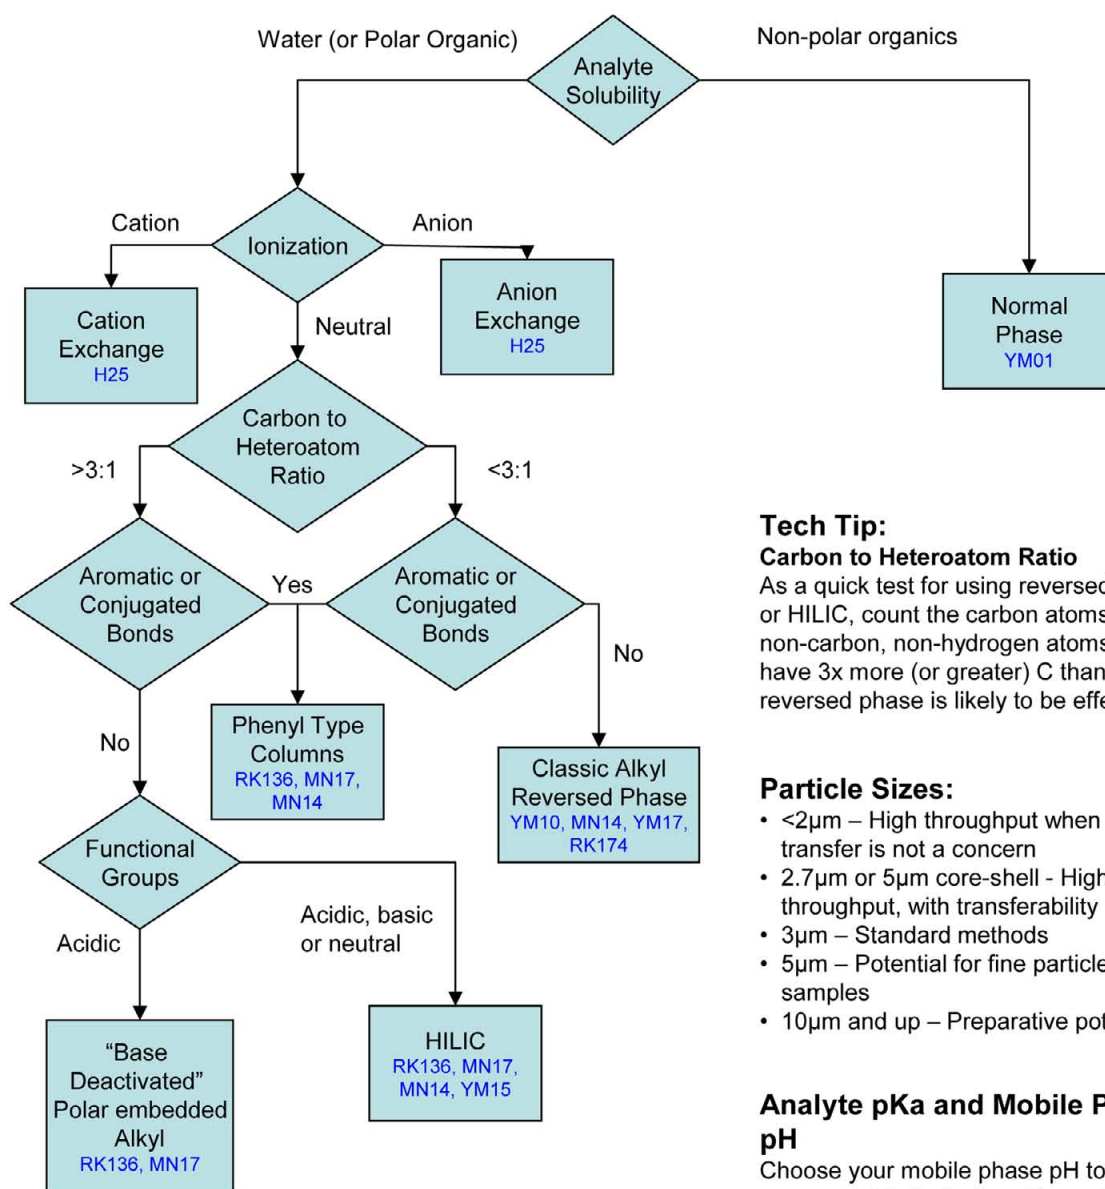 Water (or Polar Organic)
Non-polar organics
Analyte
Solubility
Cation
Ionization
Anion
Cation
Exchange
H25
Neutral
Anion
Exchange
H25
Normal
Phase
YM01
Carbon to
Heteroatom
Ratio
>3:1
<3:1
Aromatic or
Conjugated
Bonds
Yes
Aromatic or
Conjugated
Bonds
No
No
Phenyl Type
Columns
RK136, MN17,
MN14
Classic Alkyl
Reversed Phase
YM10, MN14, YM17,
RK174
Functional
Groups
Acidic
Acidic, basic
or neutral
"Base
Deactivated"
Polar embedded
Alkyl
RK136, MN17
HILIC
RK136, MN17,
MN14, YM15
Tech Tip:
Carbon to Heteroatom Ratio
As a quick test for using reversed
or HILIC, count the carbon atoms
non-carbon, non-hydrogen atoms
have 3x more (or greater) C than
reversed phase is likely to be effe
Particle Sizes:
• <2µm – High throughput when
transfer is not a concern
• 2.7µm or 5µm core-shell - High
throughput, with transferability
• 3µm – Standard methods
• 5µm – Potential for fine particle
samples
• 10µm and up – Preparative pot
Analyte pKa and Mobile P
pH
Choose your mobile phase pH to